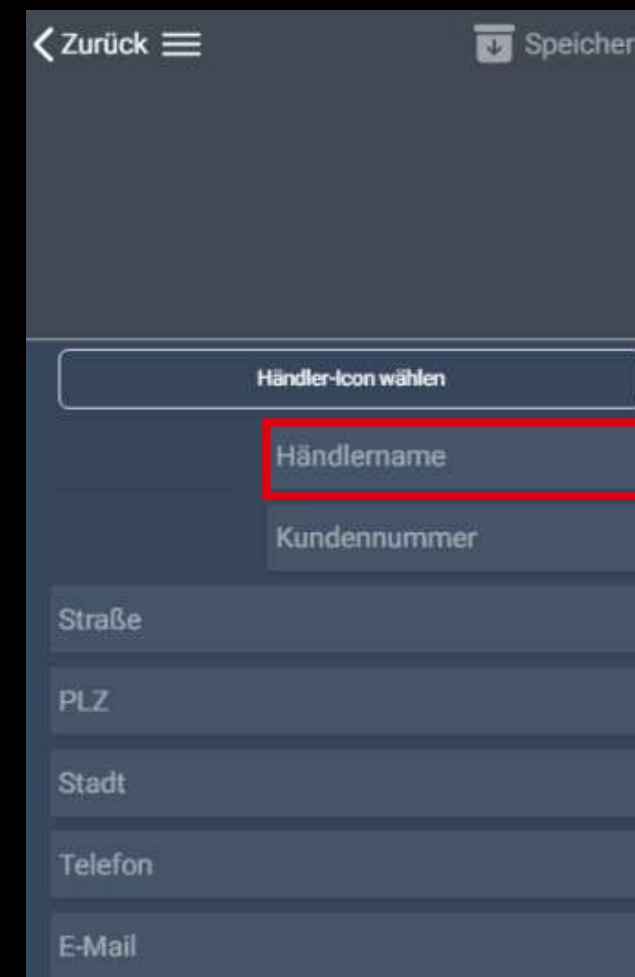 Zurück Speicher
Händler-Icon wählen
Händlername
Kundennummer
Straße
PLZ
Stadt
Telefon
E-Mail